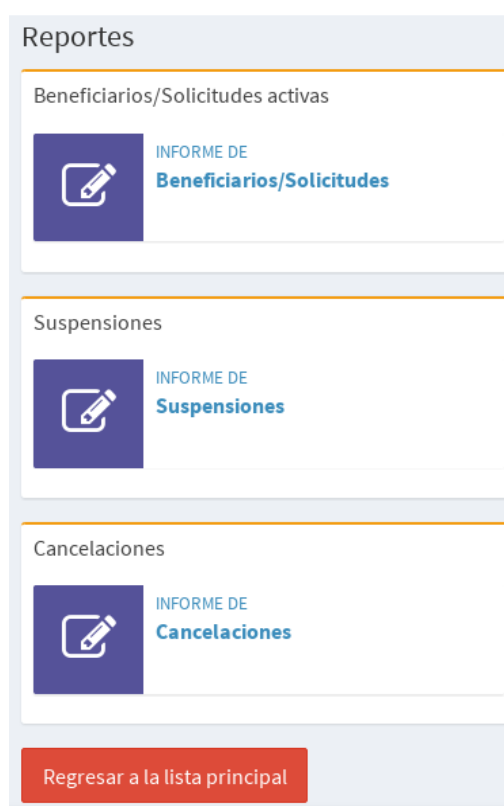 Reportes
Beneficiarios/Solicitudes activas
INFORME DE
Beneficiarios/Solicitudes
Suspensiones
INFORME DE
Suspensiones
Cancelaciones
INFORME DE
Cancelaciones
Regresar a la lista principal